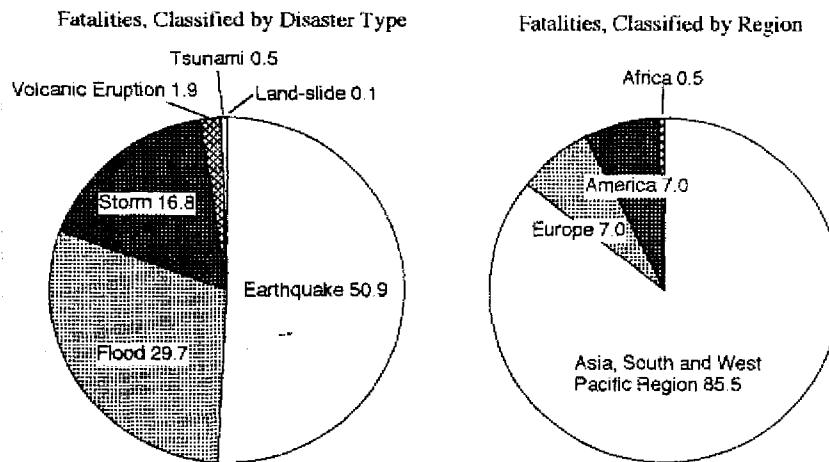 Fatalities, Classified by Disaster Type
Tsunami 0.5
Volcanic Eruption 1.9
Land-slide 0.1
Storm 16.8
Earthquake 50.9
Flood 29.7
Fatalities, Classified by Region
Africa 0.5
America 7.0
Europe 7.0
Asia, South and West
Pacific Region 85.5